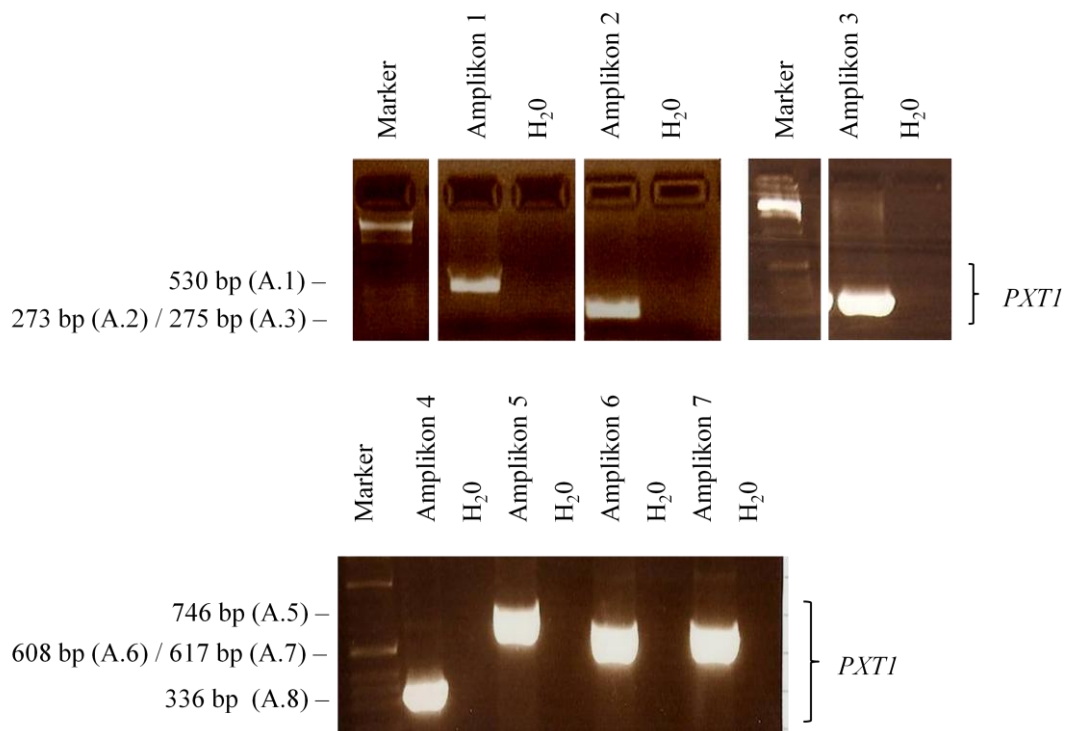 Marker
Amplikon 1
H₂0
Amplikon 2
H₂0
Marker
Amplikon 3
H₂0
530 bp (A.1) –
273 bp (A.2) / 275 bp (A.3) –
PXT1
Marker
Amplikon 4
H₂0
Amplikon 5
H₂0
Amplikon 6
H₂0
Amplikon 7
H₂0
746 bp (A.5) –
608 bp (A.6) / 617 bp (A.7) –
336 bp (A.8) –
PXT1